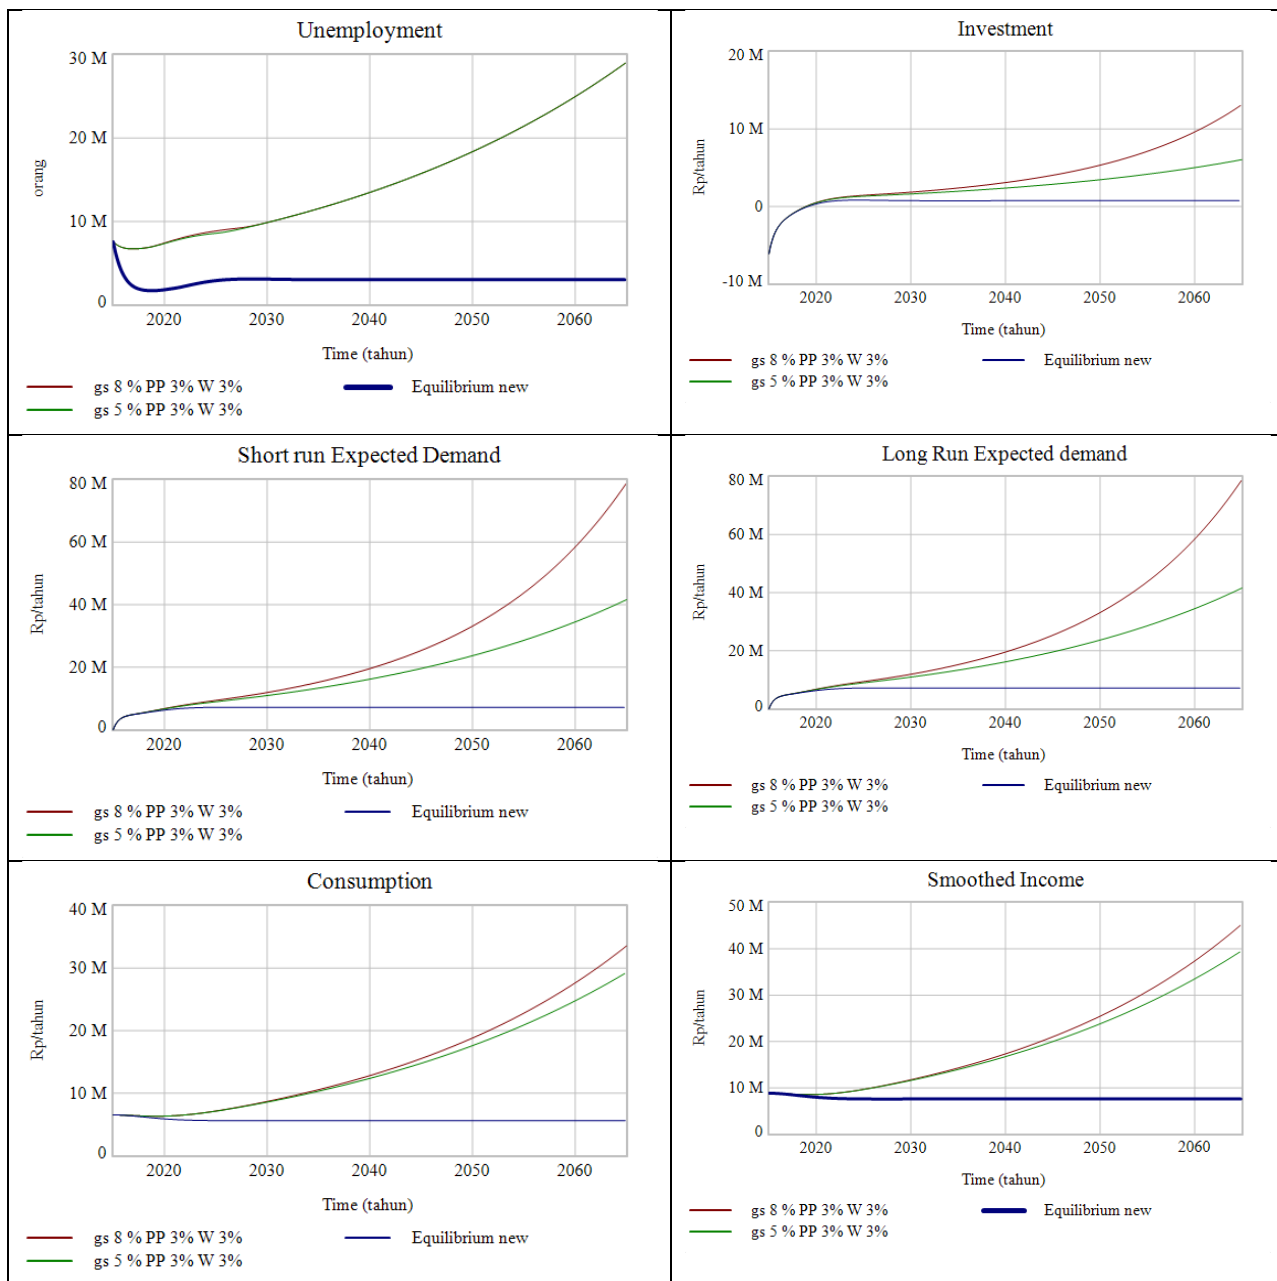 Unemployment
30 M
20 M
10 M
0
orang
2020 2030 2040 2050 2060
Time (tahun)
gs 8 % PP 3% W 3% Equilibrium new
gs 5 % PP 3% W 3%
Investment
20 M
10 M
0
-10 M
Rp/tahun
2020 2030 2040 2050 2060
Time (tahun)
gs 8 % PP 3% W 3% Equilibrium new
gs 5 % PP 3% W 3%
Short run Expected Demand
80 M
60 M
40 M
20 M
0
Rp/tahun
2020 2030 2040 2050 2060
Time (tahun)
gs 8 % PP 3% W 3% Equilibrium new
gs 5 % PP 3% W 3%
Long Run Expected demand
80 M
60 M
40 M
20 M
0
Rp/tahun
2020 2030 2040 2050 2060
Time (tahun)
gs 8 % PP 3% W 3% Equilibrium new
gs 5 % PP 3% W 3%
Consumption
40 M
30 M
20 M
10 M
0
Rp/tahun
2020 2030 2040 2050 2060
Time (tahun)
gs 8 % PP 3% W 3% Equilibrium new
gs 5 % PP 3% W 3%
Smoothed Income
50 M
40 M
30 M
20 M
10 M
0
Rp/tahun
2020 2030 2040 2050 2060
Time (tahun)
gs 8 % PP 3% W 3% Equilibrium new
gs 5 % PP 3% W 3%